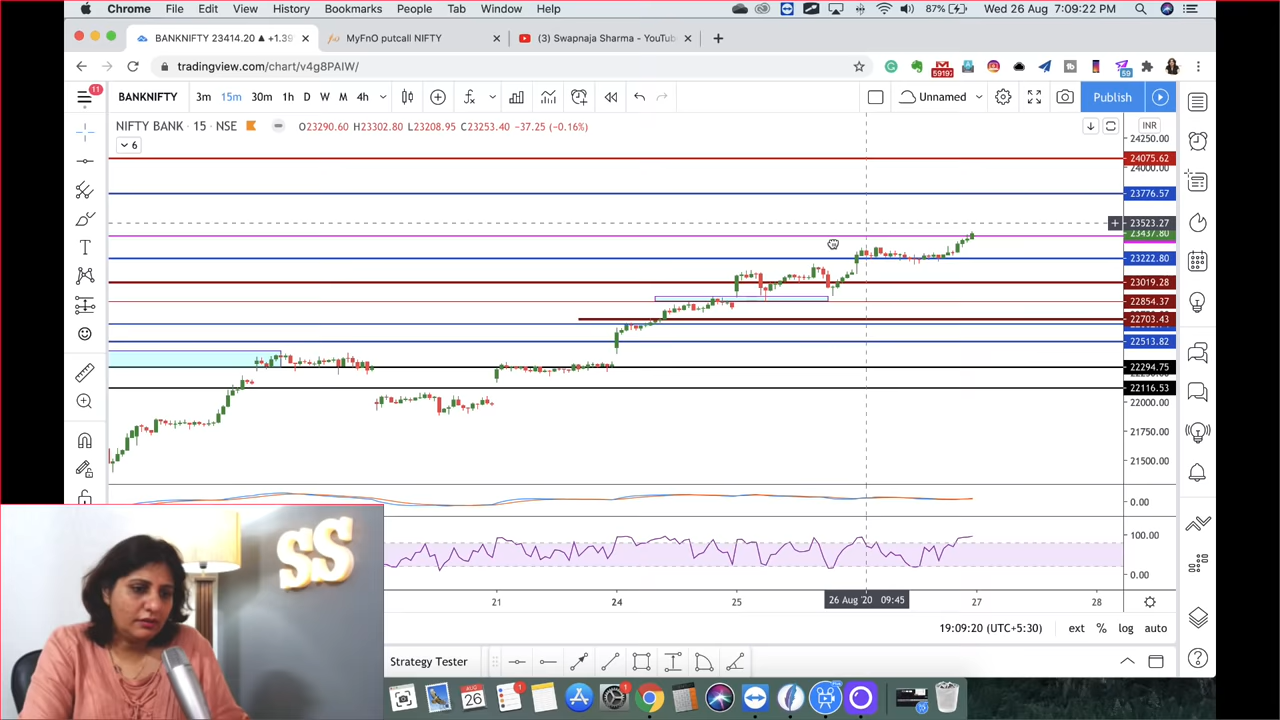 Chrome File Edit View History Bookmarks People Tab Window Help 87% Wed 26 Aug 7:09:22 PM
BANKNIFTY 23414.20 ▲ +1.39 × MyFnO putcall NIFTY × (3) Swapnaja Sharma - YouTub × +
tradingview.com/chart/v4g8PAIW/
11 BANKNIFTY 3m 15m 30m 1h D W M 4h Unnamed Publish
NIFTY BANK · 15 · NSE O23290.60 H23302.80 L23208.95 C23253.40 −37.25 (−0.16%) INR
6
24250.00
24075.62
24000.00
23776.57
23523.27
23437.80
23222.80
23019.28
22854.37
22703.43
22513.82
22294.75
22116.53
22000.00
21750.00
21500.00
0.00
100.00
0.00
21 24 25 26 Aug '20 09:45 27 28
19:09:20 (UTC+5:30) ext % log auto
Strategy Tester
SS